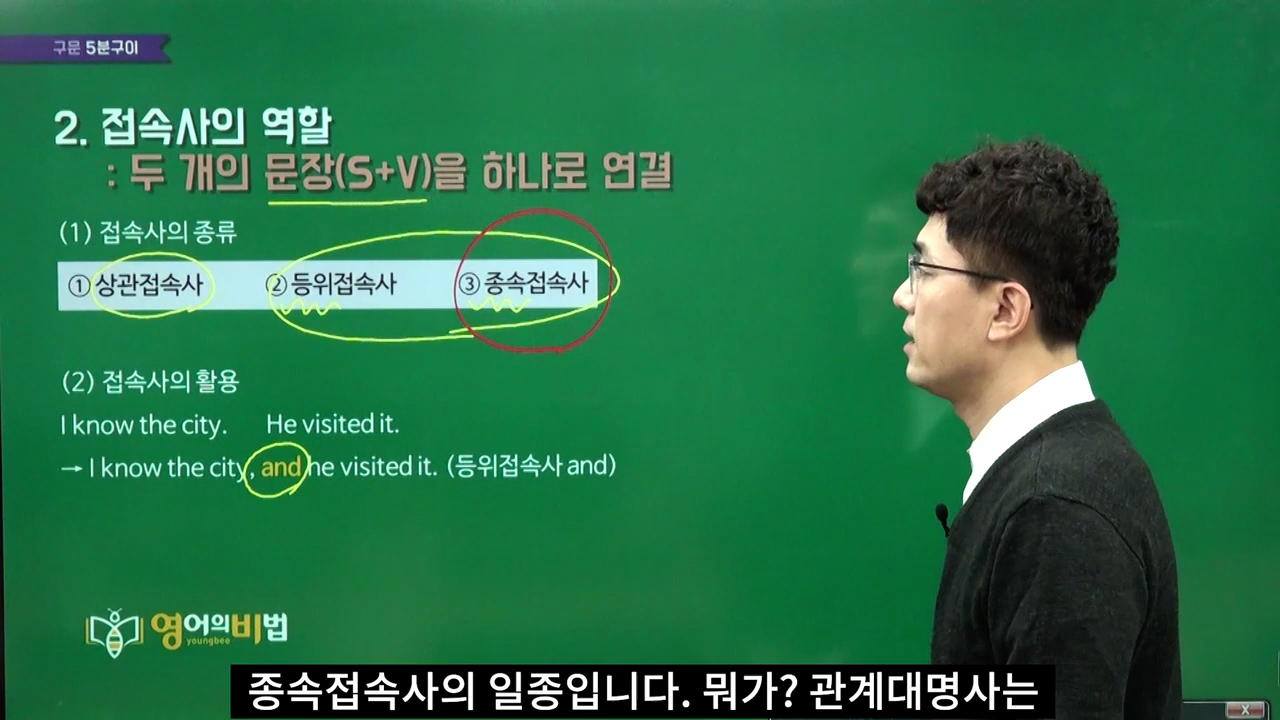 구문 5분구이
2. 접속사의 역할
: 두 개의 문장(S+V)을 하나로 연결
(1) 접속사의 종류
① 상관접속사 ② 등위접속사 ③ 종속접속사
(2) 접속사의 활용
I know the city. He visited it.
→ I know the city, and he visited it. (등위접속사 and)
영어의비법
youngbee
종속접속사의 일종입니다. 뭐가? 관계대명사는
X